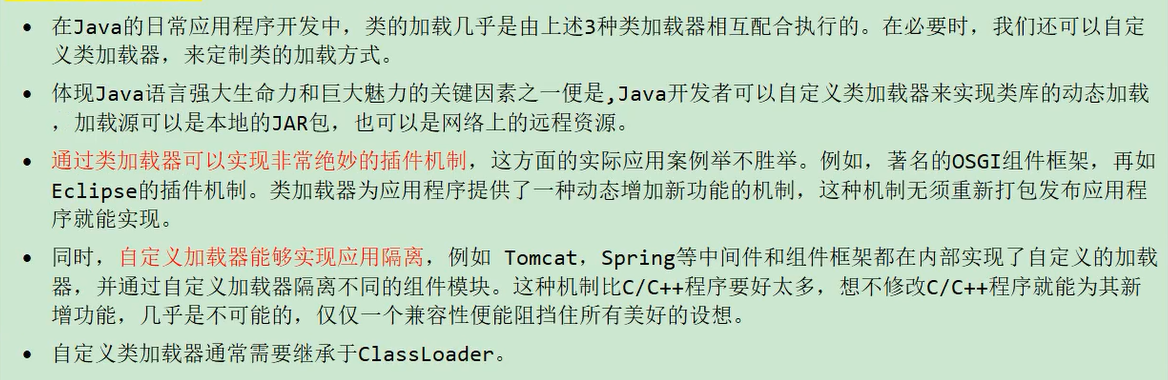 • 在Java的日常应用程序开发中，类的加载几乎是由上述3种类加载器相互配合执行的。在必要时，我们还可以自定
义类加载器，来定制类的加载方式。
• 体现Java语言强大生命力和巨大魅力的关键因素之一便是,Java开发者可以自定义类加载器来实现类库的动态加载
，加载源可以是本地的JAR包，也可以是网络上的远程资源。
• 通过类加载器可以实现非常绝妙的插件机制，这方面的实际应用案例举不胜举。例如，著名的OSGI组件框架，再如
Eclipse的插件机制。类加载器为应用程序提供了一种动态增加新功能的机制，这种机制无须重新打包发布应用程
序就能实现。
• 同时，自定义加载器能够实现应用隔离，例如 Tomcat，Spring等中间件和组件框架都在内部实现了自定义的加载
器，并通过自定义加载器隔离不同的组件模块。这种机制比C/C++程序要好太多，想不修改C/C++程序就能为其新
增功能，几乎是不可能的，仅仅一个兼容性便能阻挡住所有美好的设想。
• 自定义类加载器通常需要继承于ClassLoader。